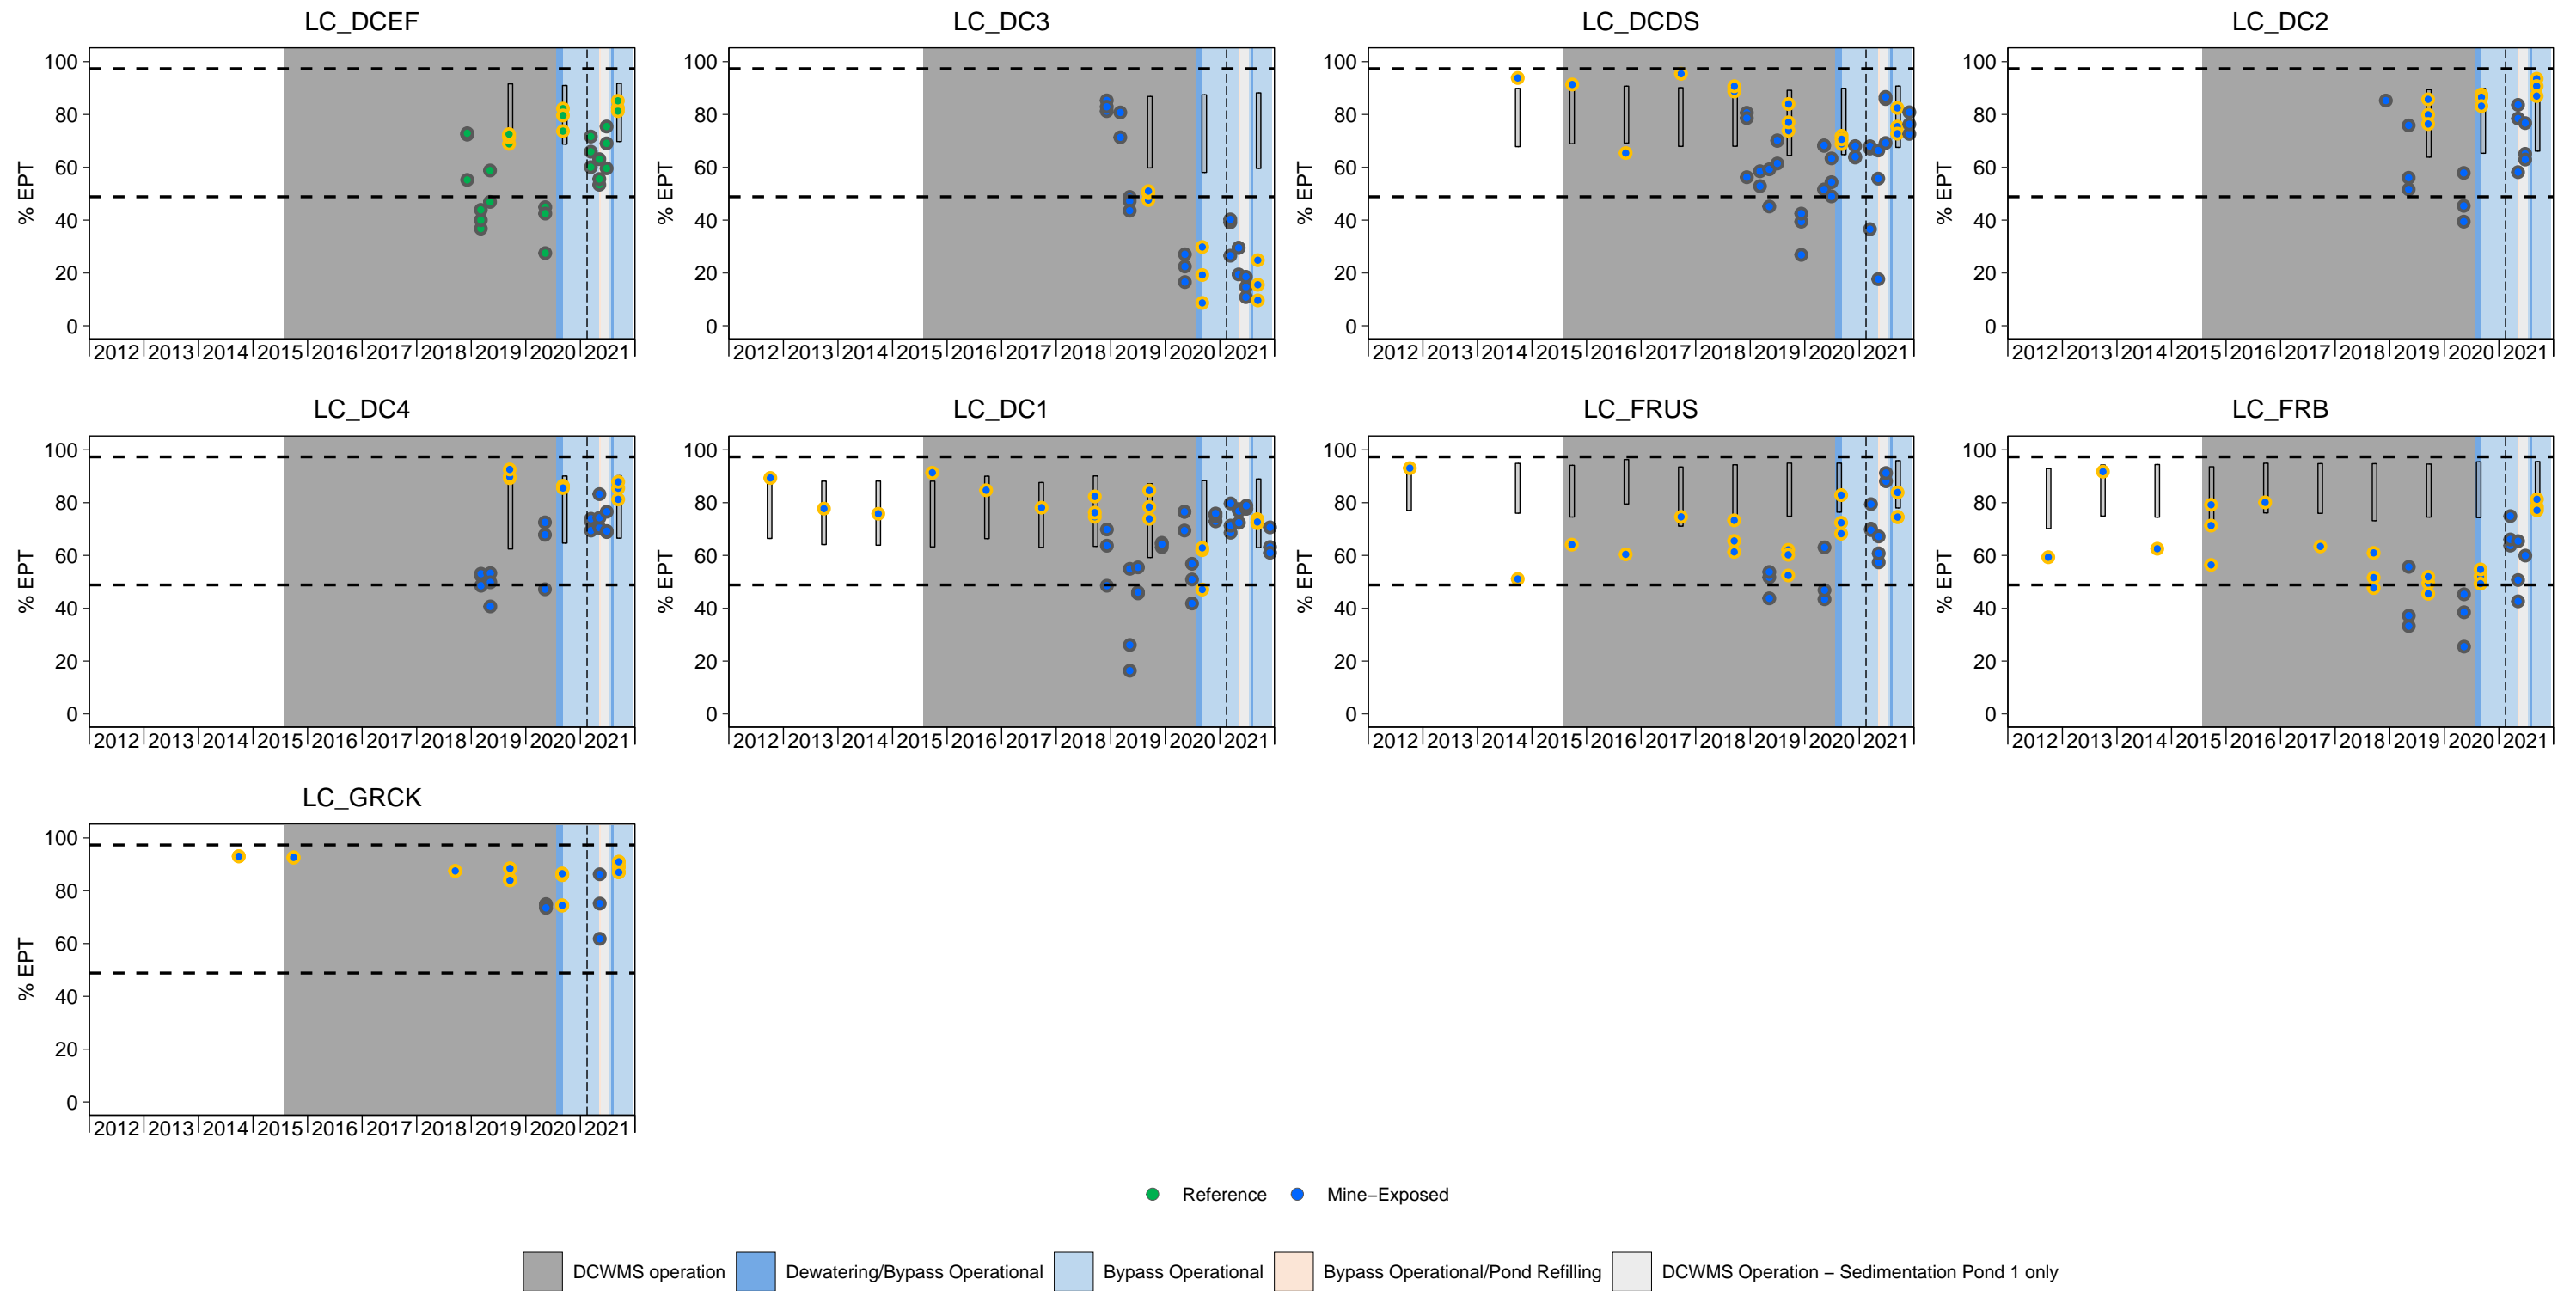 LC_DCEF LC_DC3 LC_DCDS LC_DC2
100 100 100 100
80 80 80 80
60 60 60 60
% EPT % EPT % EPT % EPT
40 40 40 40
20 20 20 20
0 0 0 0
2012 2013 2014 2015 2016 2017 2018 2019 2020 2021 2012 2013 2014 2015 2016 2017 2018 2019 2020 2021 2012 2013 2014 2015 2016 2017 2018 2019 2020 2021 2012 2013 2014 2015 2016 2017 2018 2019 2020 2021
LC_DC4 LC_DC1 LC_FRUS LC_FRB
100 100 100 100
80 80 80 80
60 60 60 60
% EPT % EPT % EPT % EPT
40 40 40 40
20 20 20 20
0 0 0 0
2012 2013 2014 2015 2016 2017 2018 2019 2020 2021 2012 2013 2014 2015 2016 2017 2018 2019 2020 2021 2012 2013 2014 2015 2016 2017 2018 2019 2020 2021 2012 2013 2014 2015 2016 2017 2018 2019 2020 2021
LC_GRCK
100
80
60
% EPT
40
20
0
2012 2013 2014 2015 2016 2017 2018 2019 2020 2021
Reference Mine−Exposed
DCWMS operation Dewatering/Bypass Operational Bypass Operational Bypass Operational/Pond Refilling DCWMS Operation − Sedimentation Pond 1 only